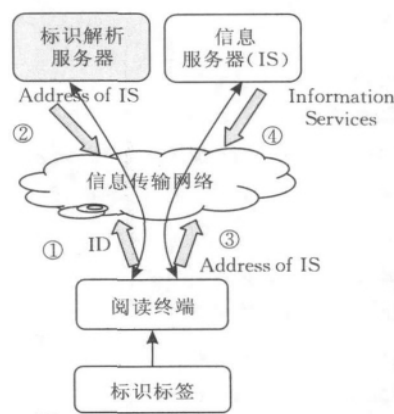 标识解析
服务器
信息
服务器(IS)
Address of IS
Information
Services
②
④
信息传输网络
①
ID
③
Address of IS
阅读终端
标识标签